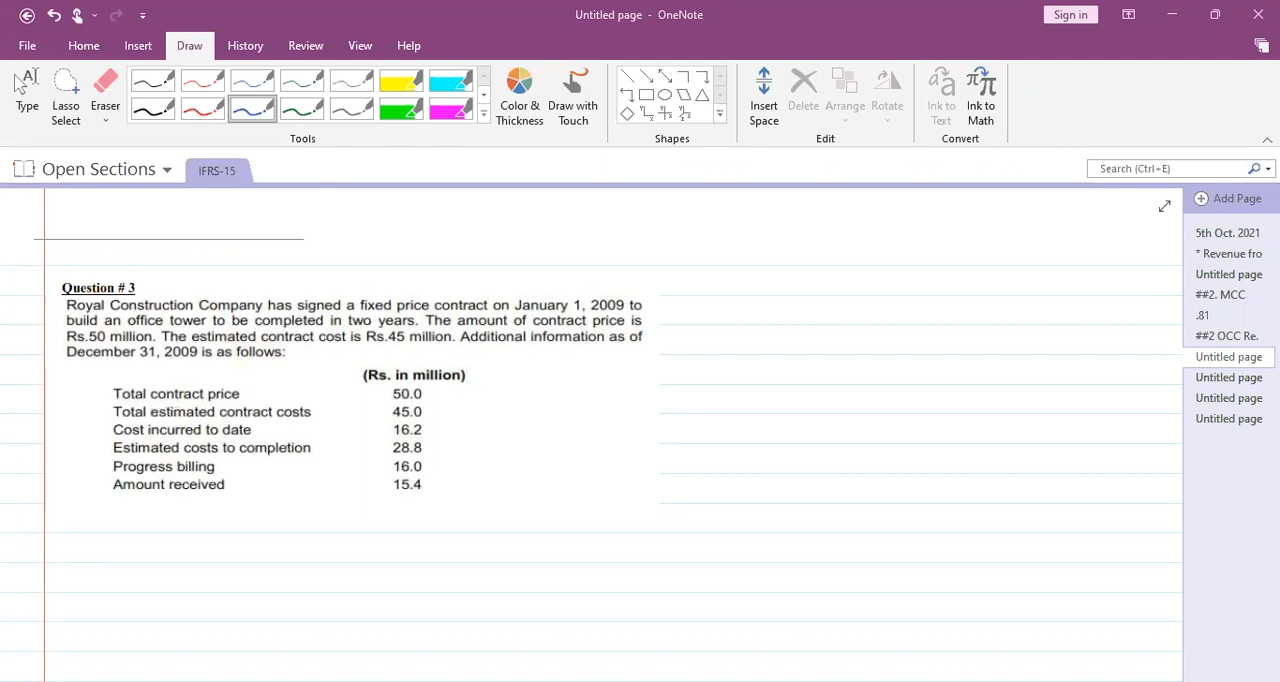 Untitled page - OneNote
Sign in
File Home Insert Draw History Review View Help
Type
Lasso Select
Eraser
Color & Thickness
Draw with Touch
Insert Space
Delete
Arrange
Rotate
Ink to Text
Ink to Math
Tools
Shapes
Edit
Convert
Open Sections
IFRS-15
Search (Ctrl+E)
Add Page
5th Oct. 2021
* Revenue fro
Untitled page
##2. MCC
.81
##2 OCC Re.
Untitled page
Untitled page
Untitled page
Untitled page
Question # 3
Royal Construction Company has signed a fixed price contract on January 1, 2009 to
build an office tower to be completed in two years. The amount of contract price is
Rs.50 million. The estimated contract cost is Rs.45 million. Additional information as of
December 31, 2009 is as follows:
(Rs. in million)
Total contract price 50.0
Total estimated contract costs 45.0
Cost incurred to date 16.2
Estimated costs to completion 28.8
Progress billing 16.0
Amount received 15.4